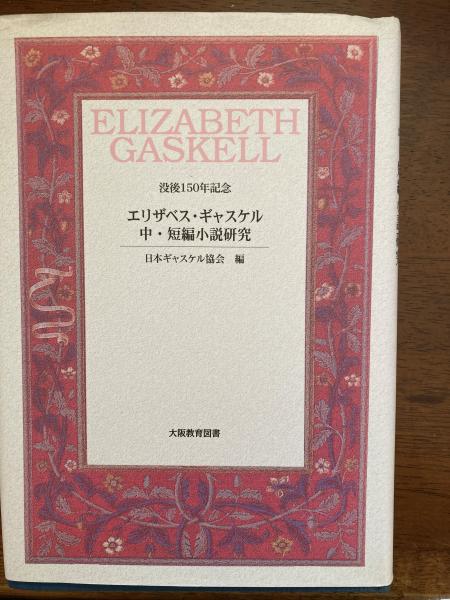 ELIZABETH
GASKELL
没後150年記念
エリザベス・ギャスケル
中・短編小説研究
日本ギャスケル協会 編
大阪教育図書